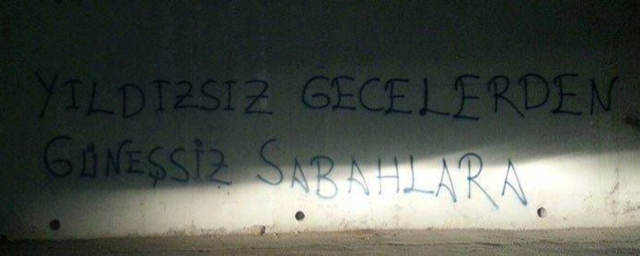 YILDIZSIZ GECELERDEN
GÜNEŞSİZ SABAHLARA